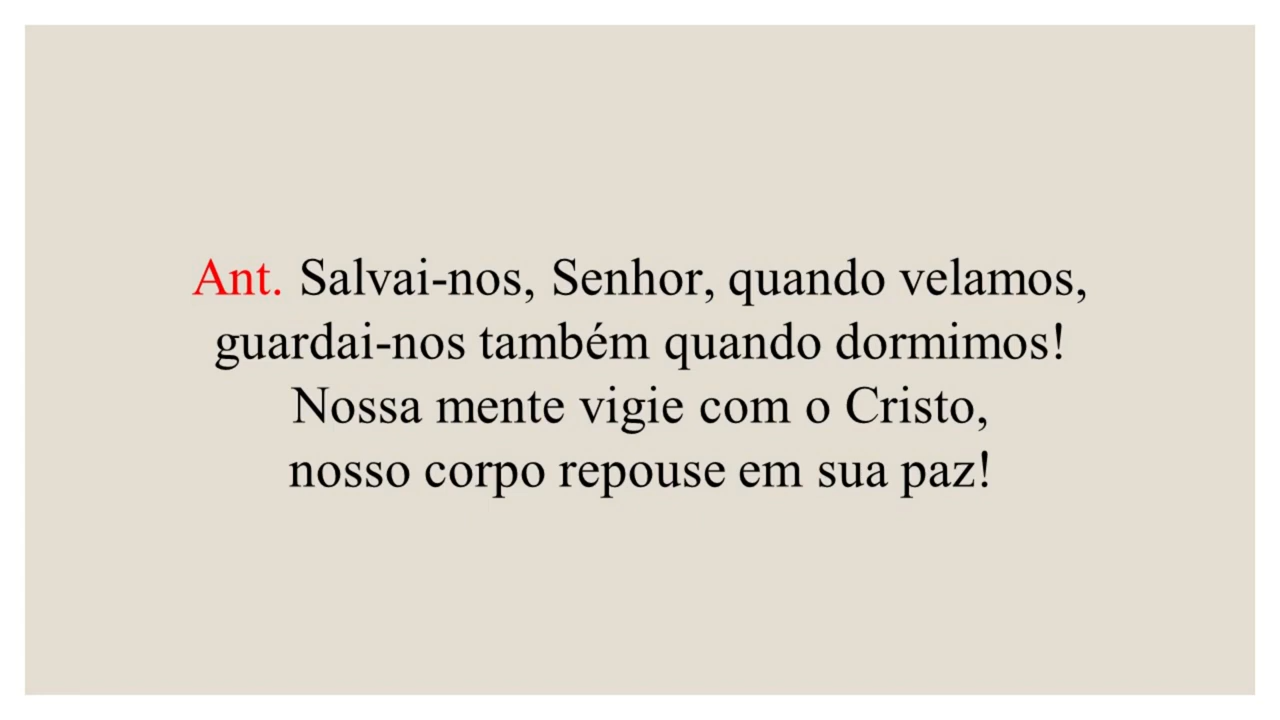 Ant. Salvai-nos, Senhor, quando velamos,
guardai-nos também quando dormimos!
Nossa mente vigie com o Cristo,
nosso corpo repouse em sua paz!